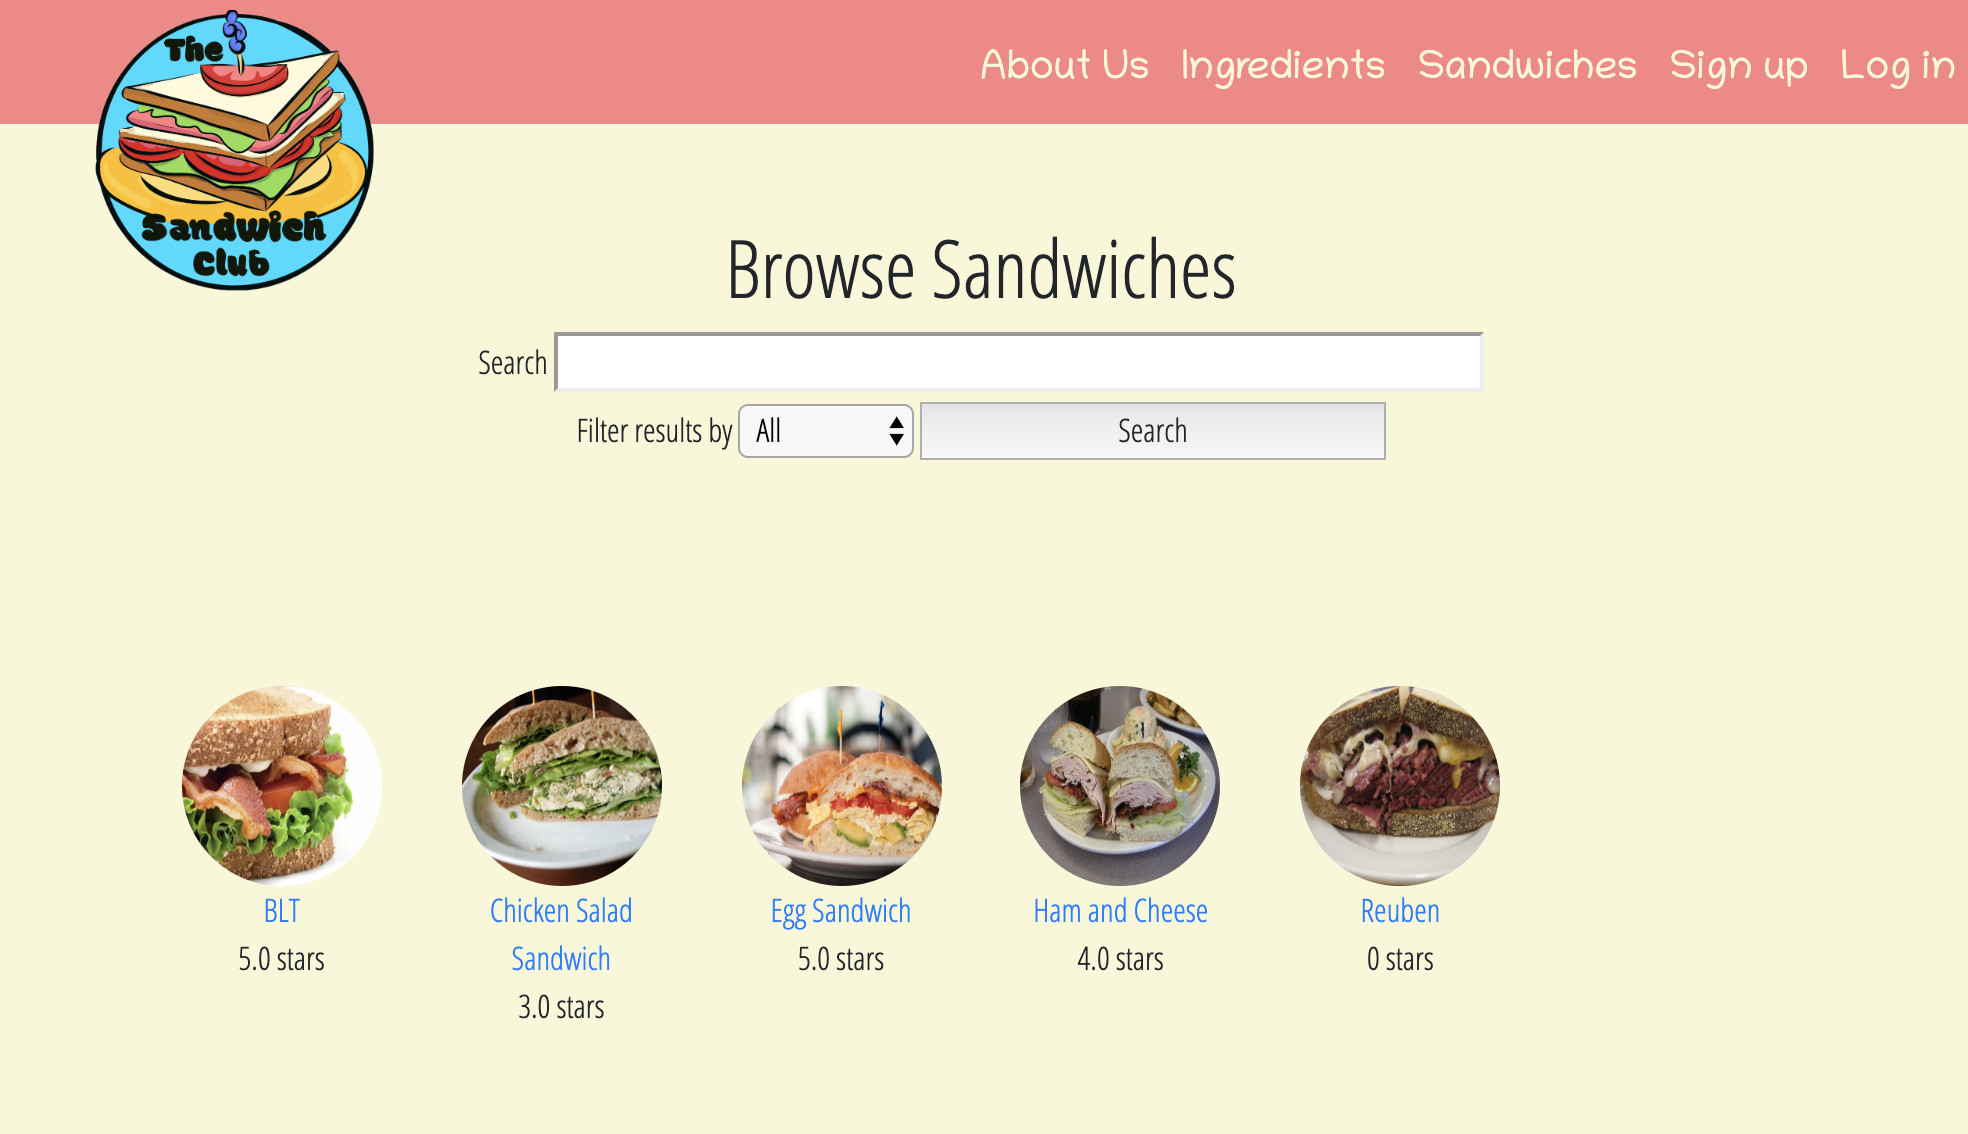 The
Sandwich
Club
About Us Ingredients Sandwiches Sign up Log in
Browse Sandwiches
Search
Filter results by All Search
BLT
5.0 stars
Chicken Salad
Sandwich
3.0 stars
Egg Sandwich
5.0 stars
Ham and Cheese
4.0 stars
Reuben
0 stars